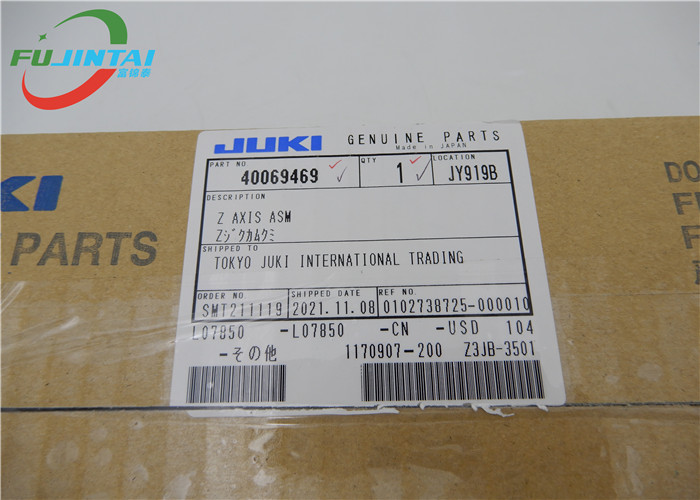 FUJINTAI
富锦泰
JUKI GENUINE PARTS
Made in JAPAN
PART NO 40069469 QTY 1 LOCATION JY919B
DESCRIPTION
Z AXIS ASM
Zジクカムクミ
SHIPPED TO
TOKYO JUKI INTERNATIONAL TRADING
ORDER NO SHIPPED DATE REF NO.
SMT211119 2021.11.08 0102738725-000010
L07850 -L07850 -CN -USD 104
-その他 1170907-200 Z3JB-3501
KI
PARTS
DO